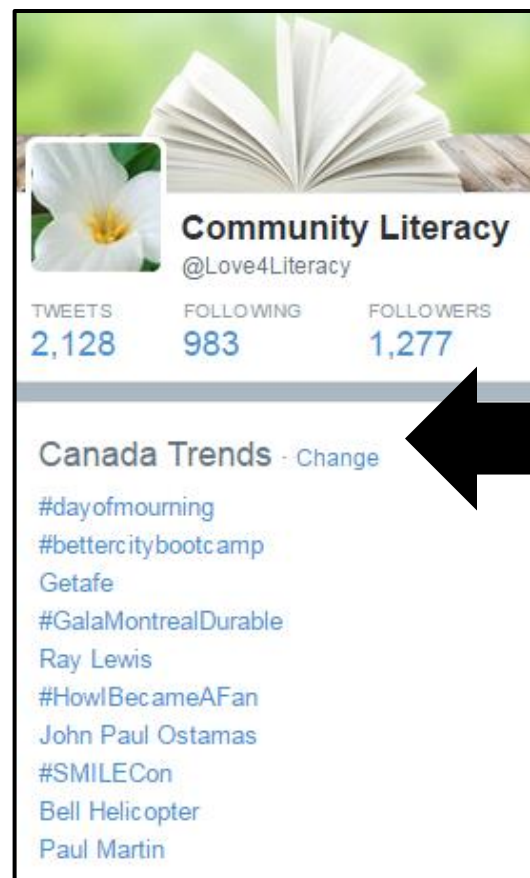 Community Literacy
@Love4Literacy
TWEETS FOLLOWING FOLLOWERS
2,128 983 1,277
Canada Trends - Change
#dayofmourning
#bettercitybootcamp
Getafe
#GalaMontrealDurable
Ray Lewis
#HowIBecameAFan
John Paul Ostamas
#SMILECon
Bell Helicopter
Paul Martin